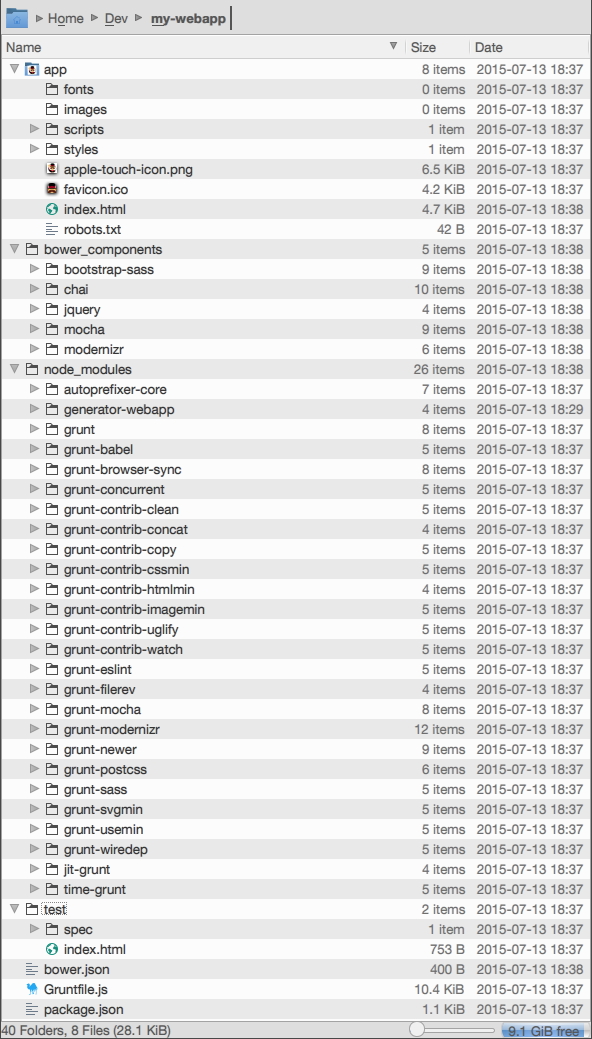 Home Dev my-webapp
Name Size Date
app 8 items 2015-07-13 18:37
fonts 0 items 2015-07-13 18:37
images 0 items 2015-07-13 18:37
scripts 1 item 2015-07-13 18:37
styles 1 item 2015-07-13 18:37
apple-touch-icon.png 6.5 KiB 2015-07-13 18:37
favicon.ico 4.2 KiB 2015-07-13 18:37
index.html 4.7 KiB 2015-07-13 18:38
robots.txt 42 B 2015-07-13 18:37
bower_components 5 items 2015-07-13 18:38
bootstrap-sass 9 items 2015-07-13 18:38
chai 10 items 2015-07-13 18:38
jquery 4 items 2015-07-13 18:38
mocha 9 items 2015-07-13 18:38
modernizr 6 items 2015-07-13 18:38
node_modules 26 items 2015-07-13 18:38
autoprefixer-core 7 items 2015-07-13 18:37
generator-webapp 4 items 2015-07-13 18:29
grunt 8 items 2015-07-13 18:37
grunt-babel 5 items 2015-07-13 18:37
grunt-browser-sync 8 items 2015-07-13 18:37
grunt-concurrent 5 items 2015-07-13 18:37
grunt-contrib-clean 5 items 2015-07-13 18:37
grunt-contrib-concat 4 items 2015-07-13 18:37
grunt-contrib-copy 5 items 2015-07-13 18:37
grunt-contrib-cssmin 5 items 2015-07-13 18:37
grunt-contrib-htmlmin 4 items 2015-07-13 18:37
grunt-contrib-imagemin 5 items 2015-07-13 18:37
grunt-contrib-uglify 5 items 2015-07-13 18:37
grunt-contrib-watch 5 items 2015-07-13 18:37
grunt-eslint 5 items 2015-07-13 18:37
grunt-filerev 4 items 2015-07-13 18:37
grunt-mocha 8 items 2015-07-13 18:37
grunt-modernizr 12 items 2015-07-13 18:37
grunt-newer 9 items 2015-07-13 18:37
grunt-postcss 6 items 2015-07-13 18:37
grunt-sass 5 items 2015-07-13 18:37
grunt-svgmin 5 items 2015-07-13 18:37
grunt-usemin 5 items 2015-07-13 18:37
grunt-wiredep 5 items 2015-07-13 18:37
jit-grunt 4 items 2015-07-13 18:37
time-grunt 5 items 2015-07-13 18:37
test 2 items 2015-07-13 18:37
spec 1 item 2015-07-13 18:37
index.html 753 B 2015-07-13 18:37
bower.json 400 B 2015-07-13 18:38
Gruntfile.js 10.4 KiB 2015-07-13 18:37
package.json 1.1 KiB 2015-07-13 18:37
40 Folders, 8 Files (28.1 KiB) 9.1 GiB free